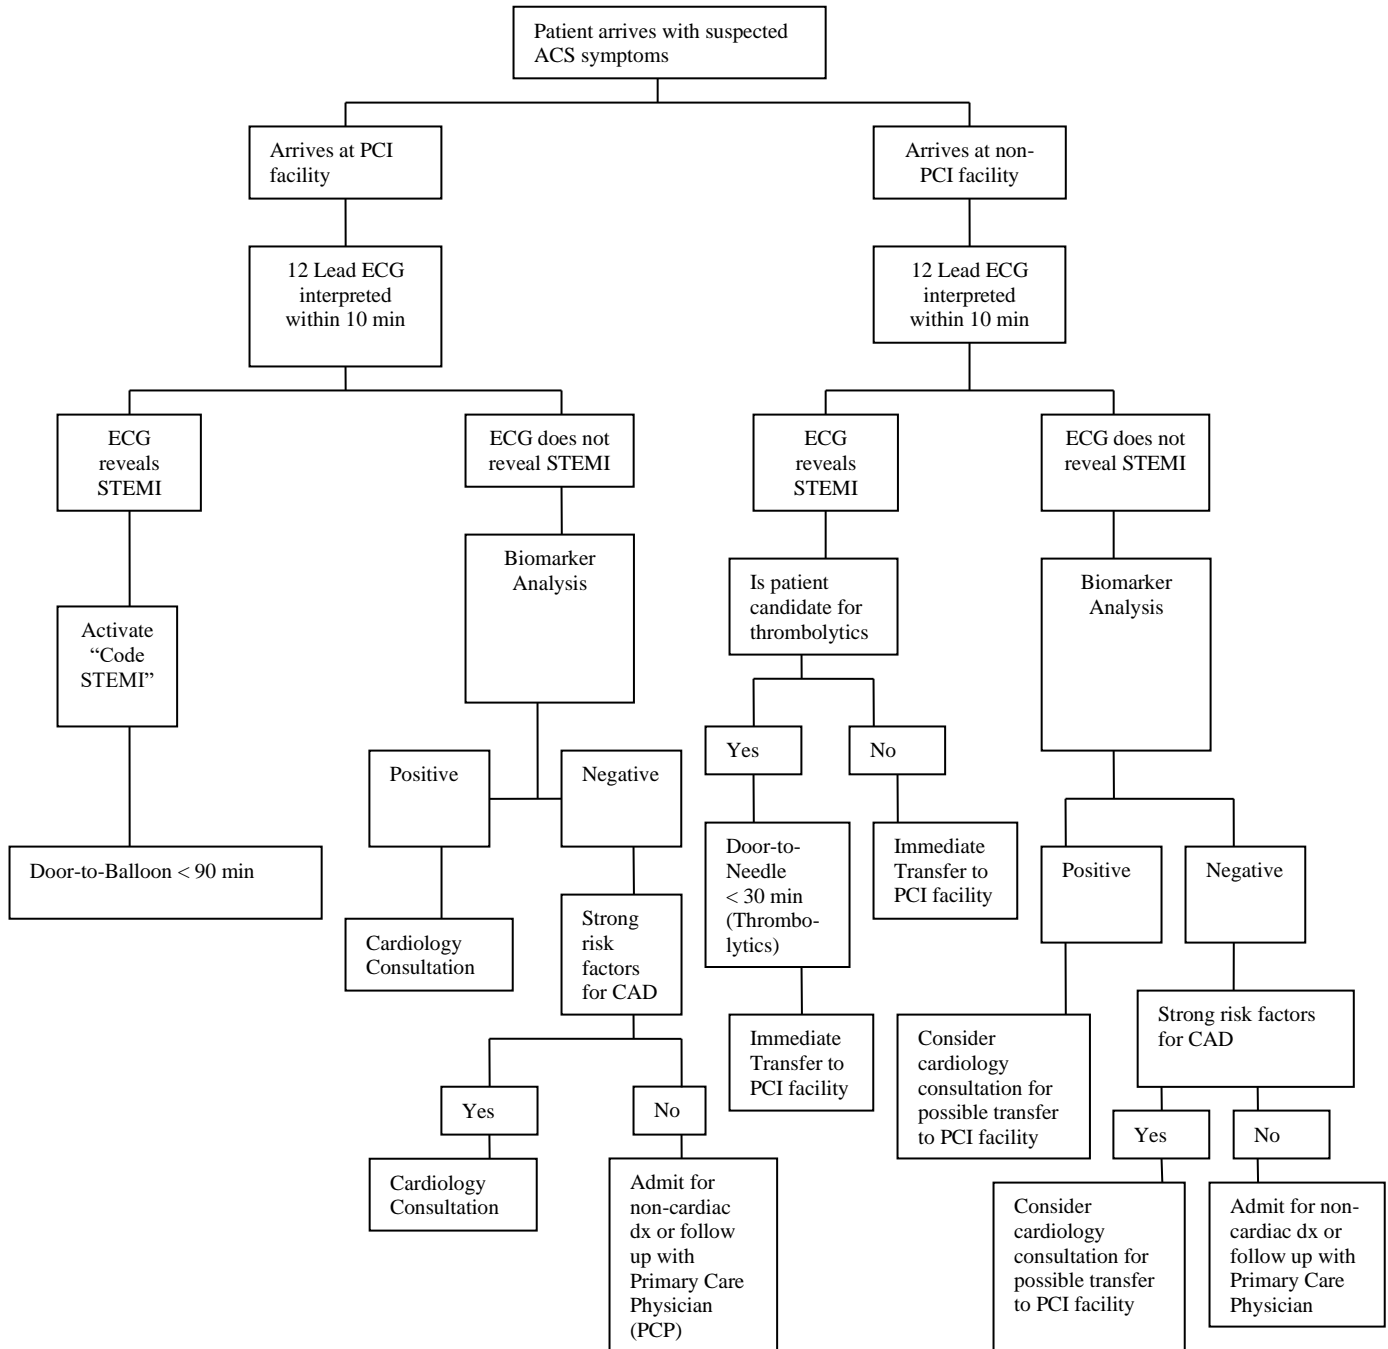 Patient arrives with suspected
ACS symptoms
Arrives at PCI
facility
Arrives at non-
PCI facility
12 Lead ECG
interpreted
within 10 min
12 Lead ECG
interpreted
within 10 min
ECG
reveals
STEMI
ECG does not
reveal STEMI
ECG
reveals
STEMI
ECG does not
reveal STEMI
Biomarker
Analysis
Is patient
candidate for
thrombolytics
Biomarker
Analysis
Activate
“Code
STEMI”
Positive
Negative
Yes
No
Door-to-Balloon < 90 min
Door-to-
Needle
< 30 min
(Thrombo-
lytics)
Immediate
Transfer to
PCI facility
Positive
Negative
Cardiology
Consultation
Strong
risk
factors
for CAD
Immediate
Transfer to
PCI facility
Consider
cardiology
consultation for
possible transfer
to PCI facility
Strong risk factors
for CAD
Yes
No
Yes
No
Cardiology
Consultation
Admit for
non-cardiac
dx or follow
up with
Primary Care
Physician
(PCP)
Consider
cardiology
consultation for
possible transfer
to PCI facility
Admit for non-
cardiac dx or
follow up with
Primary Care
Physician